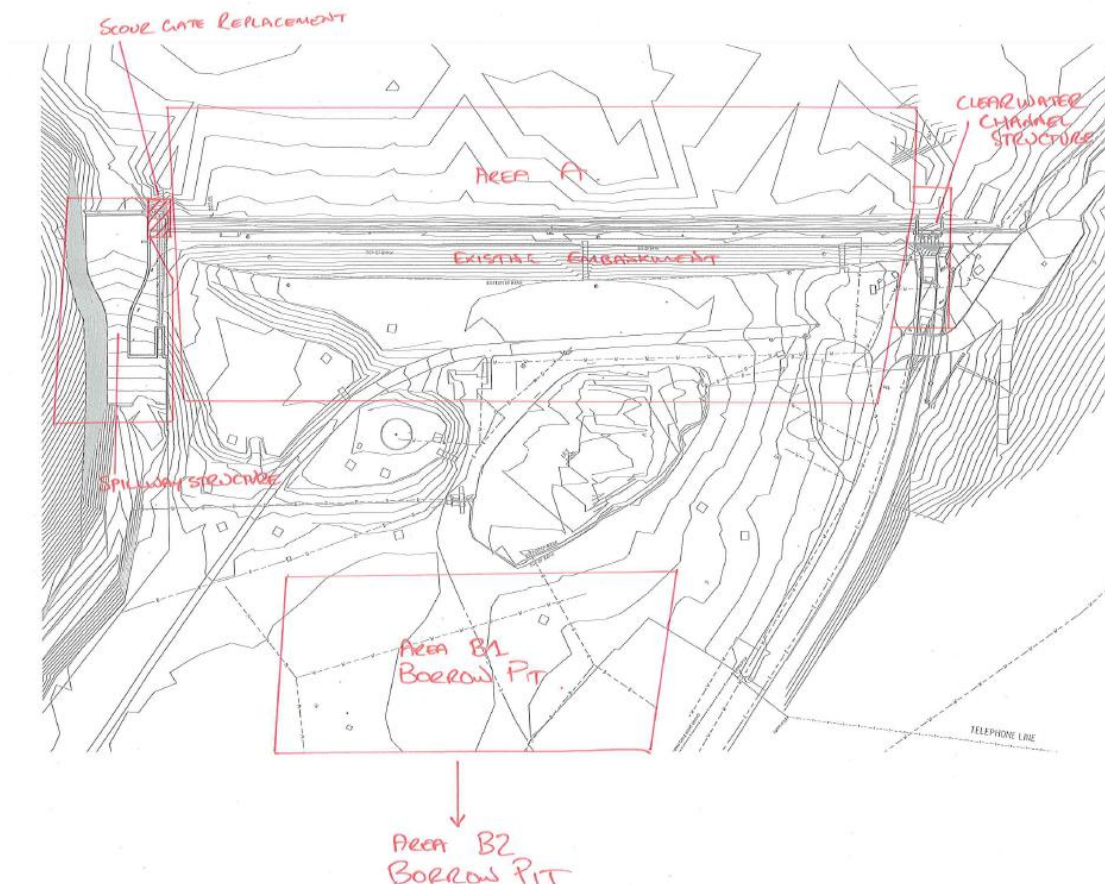 SCOUR GATE REPLACEMENT
CLEARWATER
CHANNEL
STRUCTURE
AREA A
EXISTING EMBANKMENT
SPILLWAY STRUCTURE
AREA B1
BORROW PIT
TELEPHONE LINE
AREA B2
BORROW PIT